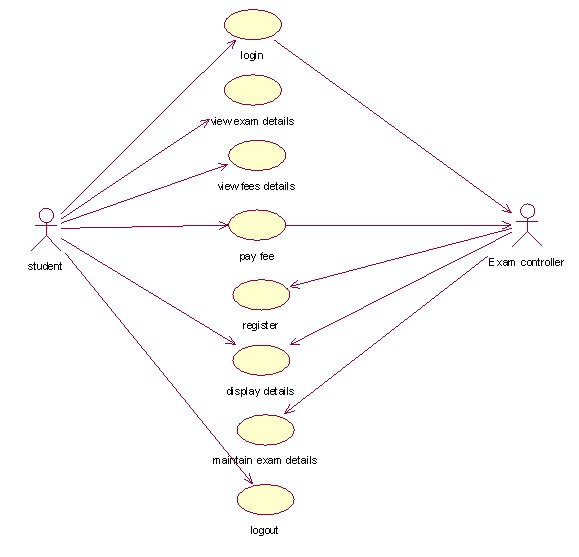 login
view exam details
view fees details
pay fee
student
Exam controller
register
display details
maintain exam details
logout